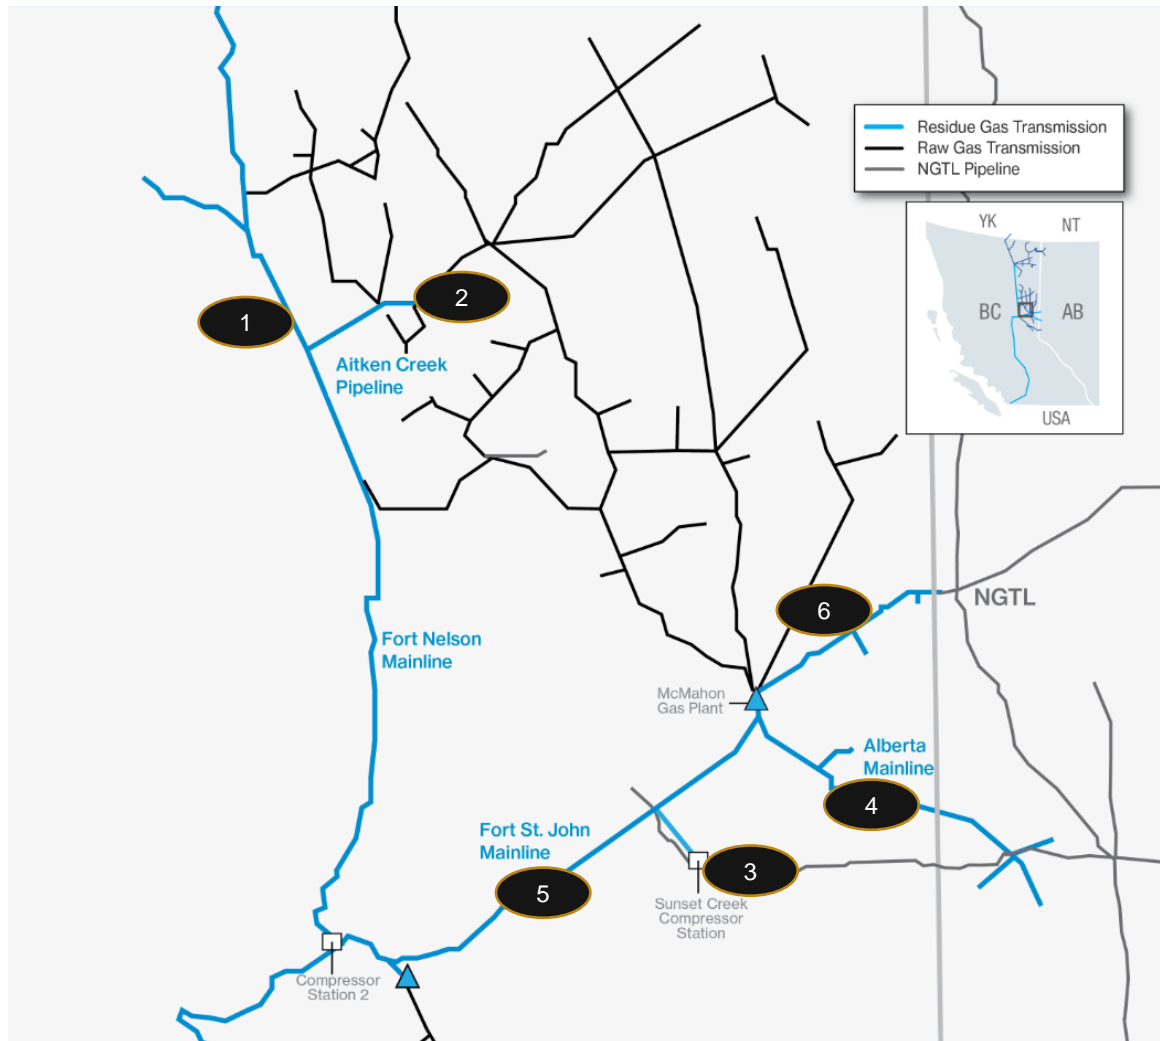 Residue Gas Transmission
Raw Gas Transmission
NGTL Pipeline
YK
NT
BC
AB
USA
1
2
Aitken Creek
Pipeline
Fort Nelson
Mainline
6
NGTL
McMahon
Gas Plant
Alberta
Mainline
4
Fort St. John
Mainline
3
5
Sunset Creek
Compressor
Station
Compressor
Station 2